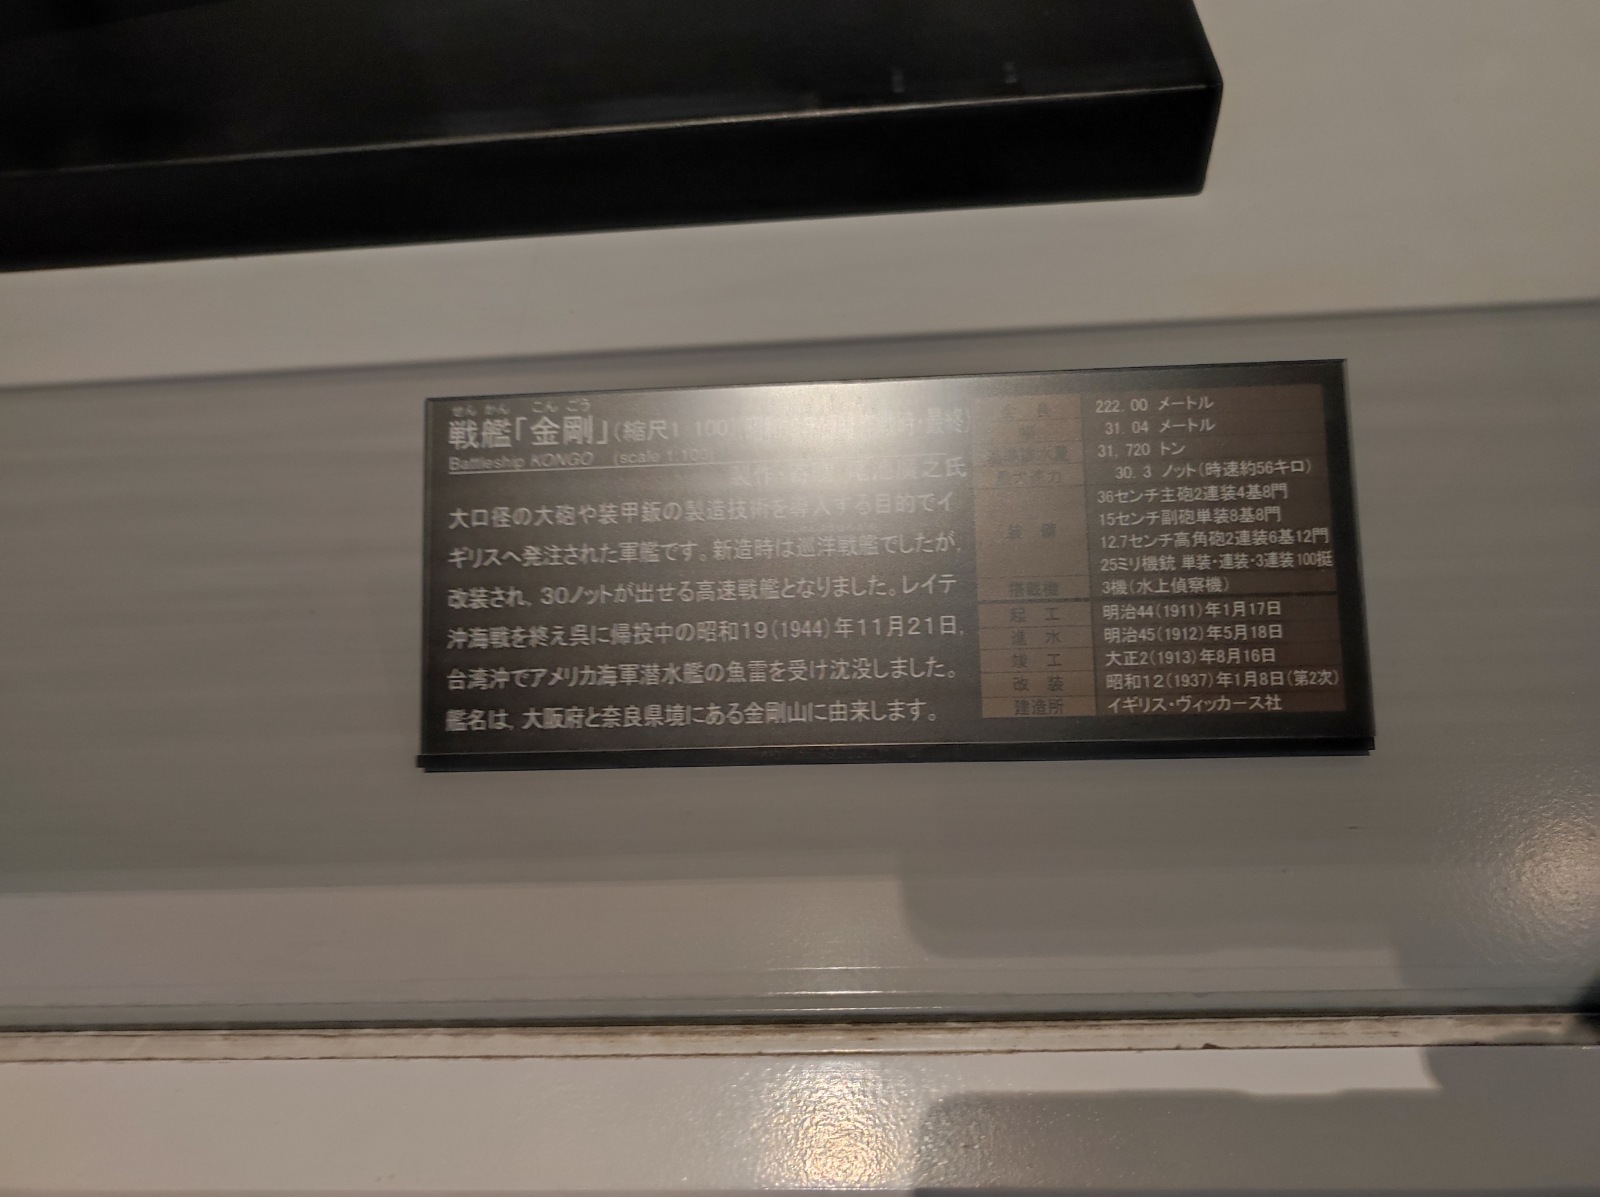 せんかん こんごう
戦艦「金剛」(縮尺1:100 最終)
Battleship KONGO (scale 1:100)
製作 之氏
大口径の大砲や装甲鈑の製造技術を導入する目的でイ
ギリスへ発注された軍艦です。新造時は巡洋戦艦でしたが、
改装され、30ノットが出せる高速戦艦となりました。レイテ
沖海戦を終え呉に帰投中の昭和19(1944)年11月21日、
台湾沖でアメリカ海軍潜水艦の魚雷を受け沈没しました。
艦名は、大阪府と奈良県境にある金剛山に由来します。
全長 222.00 メートル
31.04 メートル
31,720 トン
30.3 ノット(時速約56キロ)
36センチ主砲2連装4基8門
15センチ副砲単装8基8門
装備 12.7センチ高角砲2連装6基12門
25ミリ機銃 単装・連装・3連装 100挺
搭載機 3機(水上偵察機)
起工 明治44(1911)年1月17日
進水 明治45(1912)年5月18日
竣工 大正2(1913)年8月16日
改装 昭和12(1937)年1月8日(第2次)
建造所 イギリス・ヴィッカース社